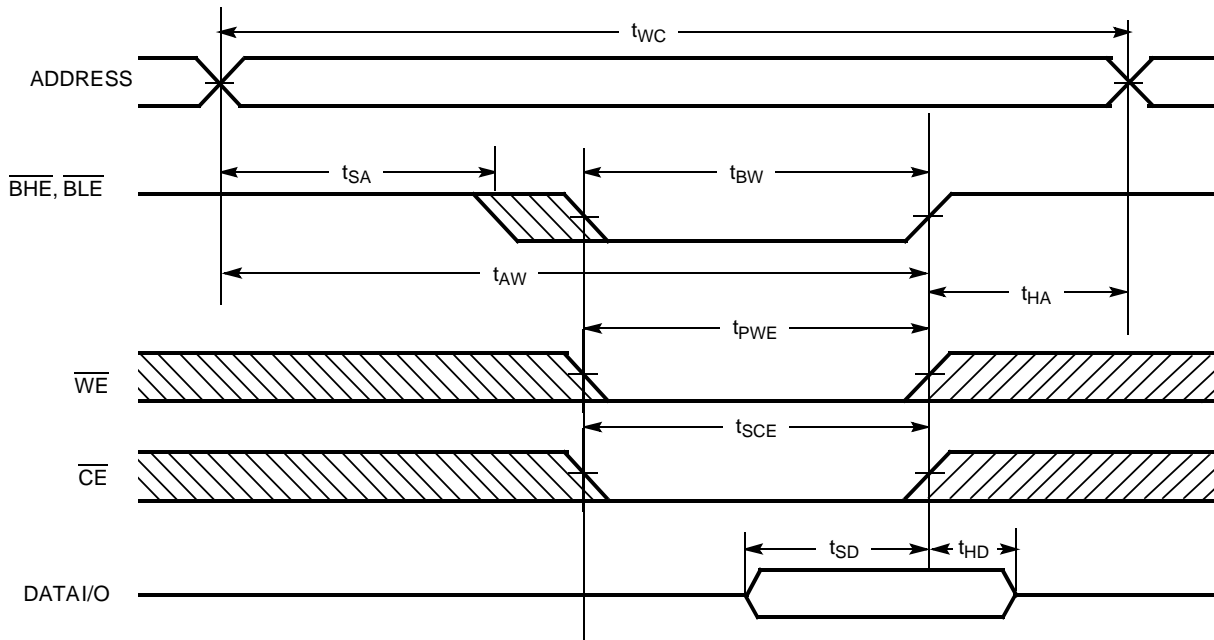 tWC
ADDRESS
tSA
tBW
BHE, BLE
tAW
tHA
tPWE
WE
tSCE
CE
tSD
tHD
DATAI/O